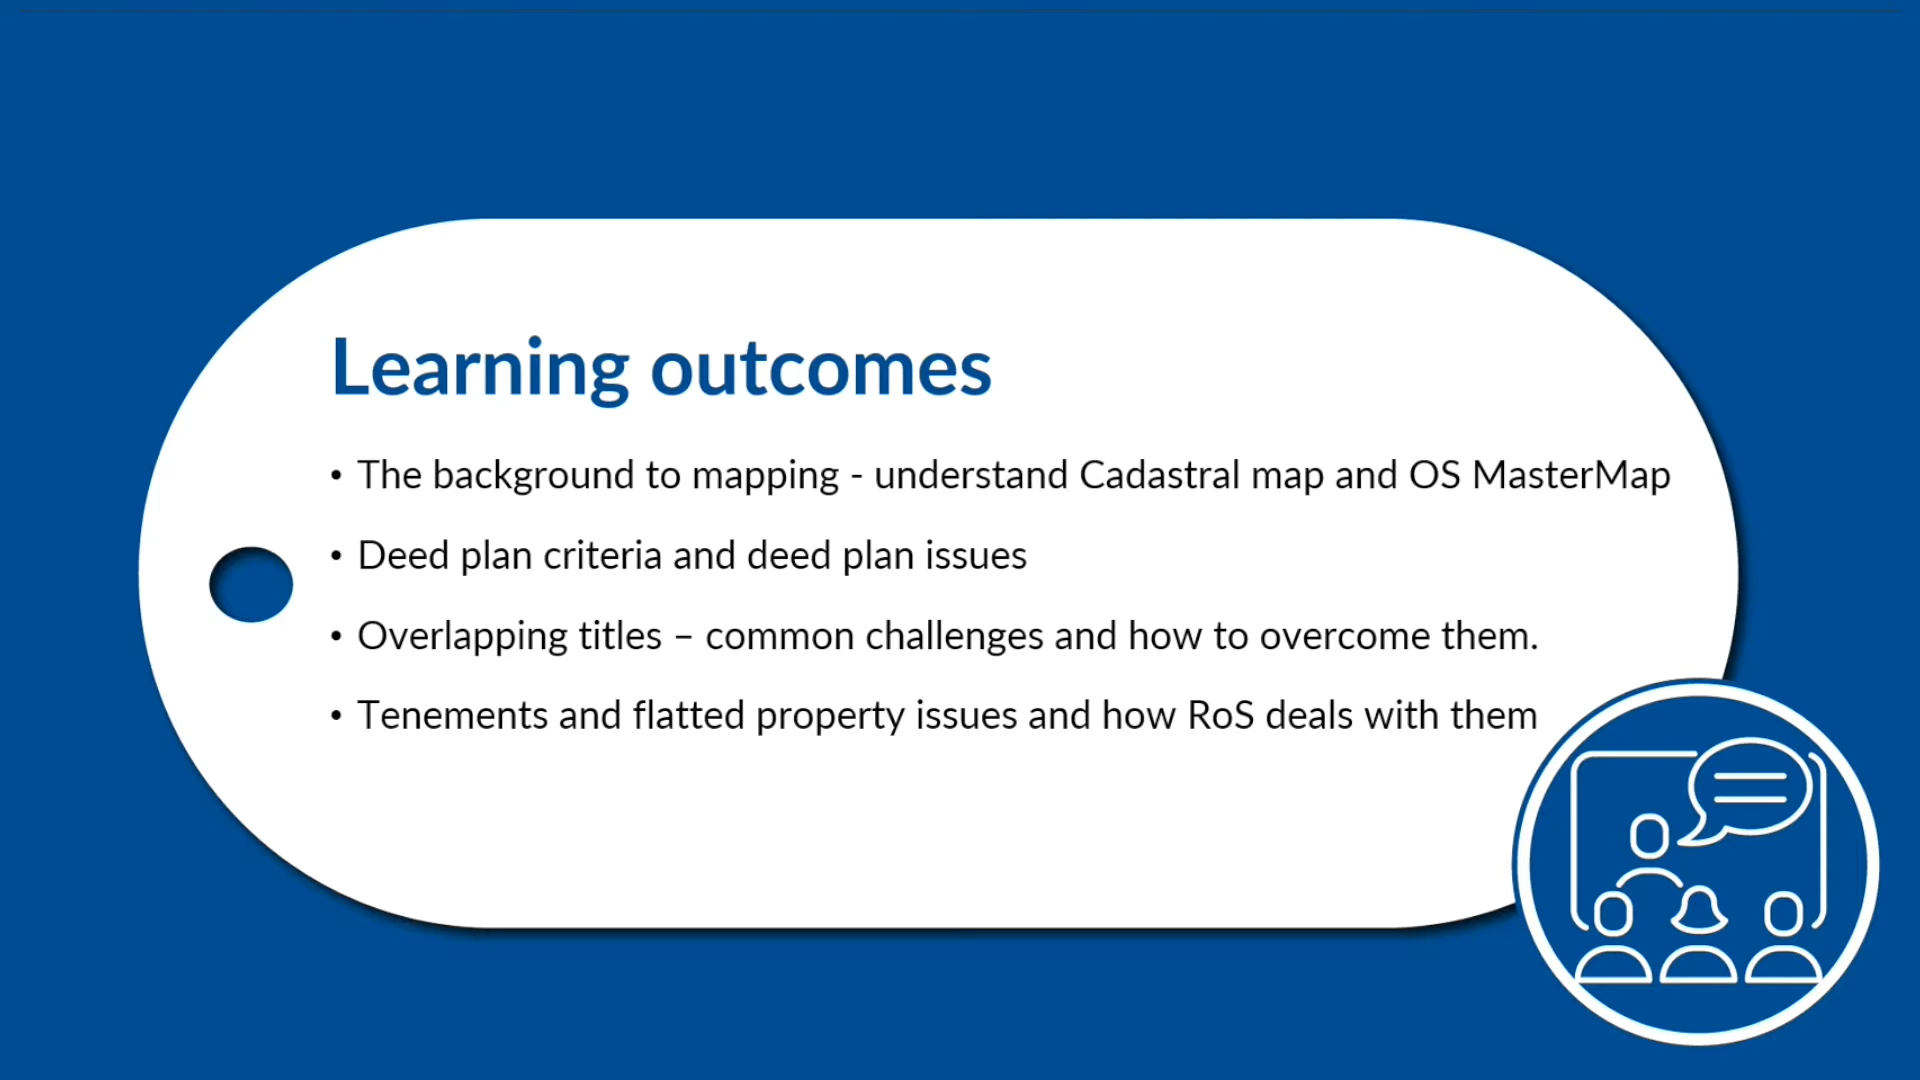 Learning outcomes
• The background to mapping - understand Cadastral map and OS MasterMap
• Deed plan criteria and deed plan issues
• Overlapping titles – common challenges and how to overcome them.
• Tenements and flatted property issues and how RoS deals with them